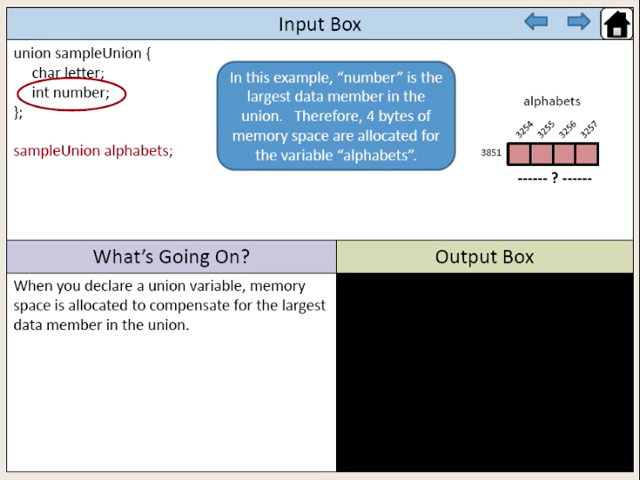 Input Box
union sampleUnion {
char letter;
int number;
};
sampleUnion alphabets;
In this example, “number” is the
largest data member in the
union. Therefore, 4 bytes of
memory space are allocated for
the variable “alphabets”.
alphabets
3254 3255 3256 3257
3851
------ ? ------
What’s Going On?
When you declare a union variable, memory
space is allocated to compensate for the largest
data member in the union.
Output Box